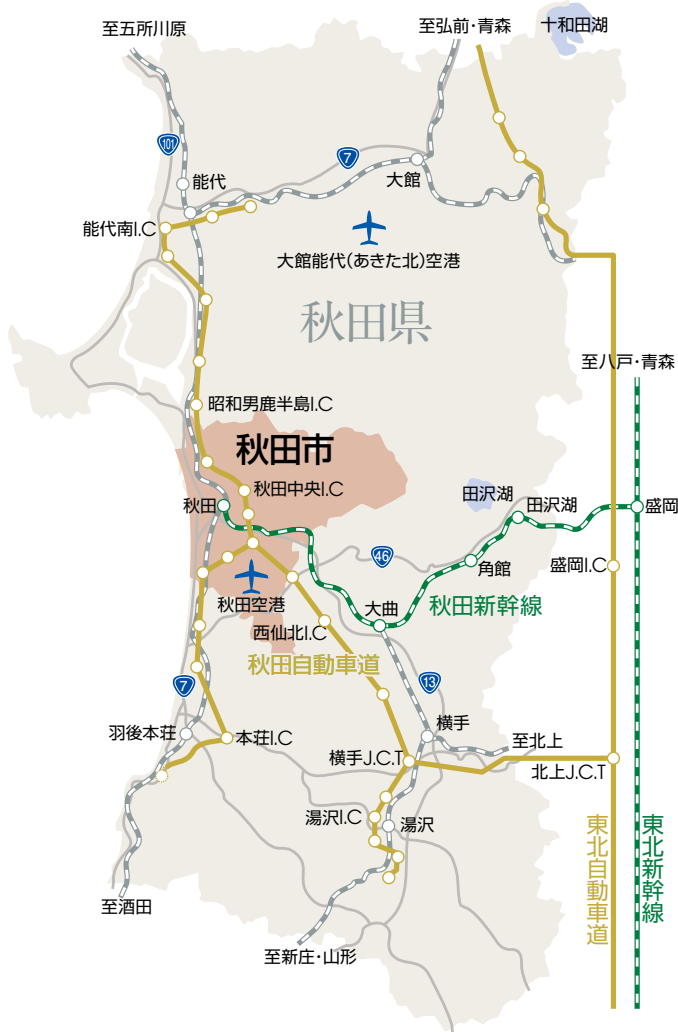 至五所川原
至弘前・青森
十和田湖
101
7
能代
大館
能代南I.C
大館能代(あきた北)空港
秋田県
至八戸・青森
昭和男鹿半島I.C
秋田市
秋田中央I.C
秋田
田沢湖
田沢湖
盛岡
46
角館
盛岡I.C
秋田空港
大曲
秋田新幹線
西仙北I.C
秋田自動車道
7
13
羽後本荘
本荘I.C
横手
至北上
横手J.C.T
北上J.C.T
湯沢I.C
湯沢
東北自動車道
東北新幹線
至酒田
至新庄・山形